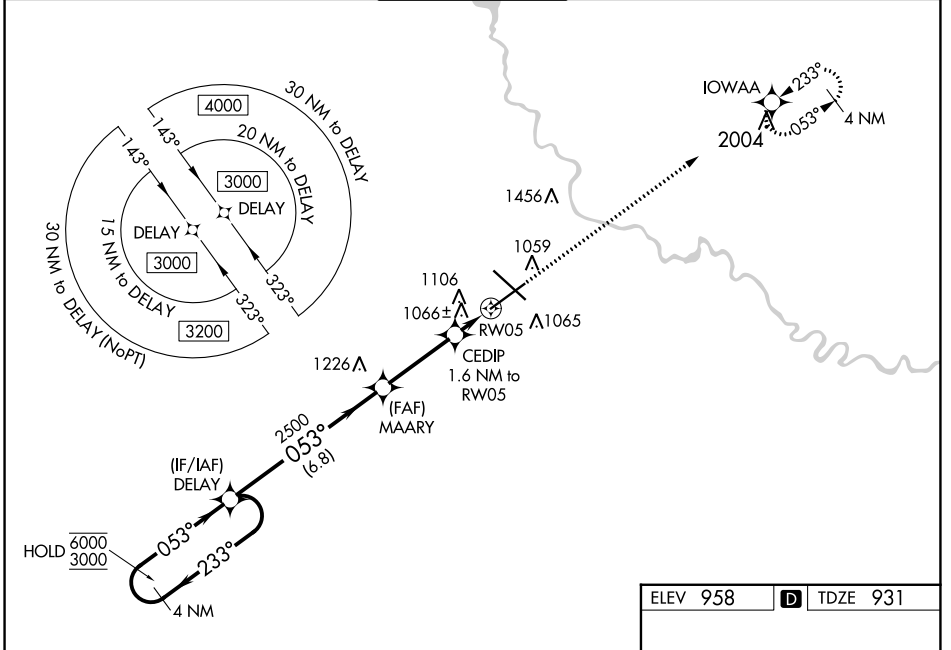 4000
30 NM to DELAY
143°
20 NM to DELAY
3000
DELAY
323°
143°
DELAY
3000
15 NM to DELAY
323°
3200
30 NM to DELAY (NoPT)
IOWAA
233°
053°
4 NM
2004
1456
1059
1106
1066±
RW05
1065
CEDIP
1.6 NM to
RW05
1226
(FAF)
MAARY
2500
053°
(6.8)
(IF/IAF)
DELAY
HOLD 6000
3000
053°
233°
4 NM
ELEV 958 D TDZE 931